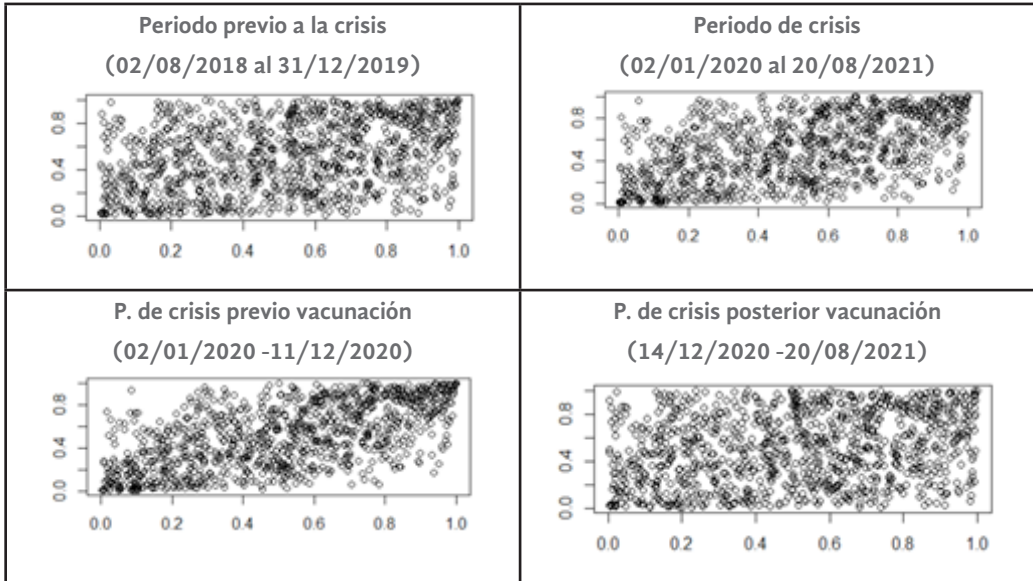 Periodo previo a la crisis
(02/08/2018 al 31/12/2019)
0.0 0.4 0.8
0.0 0.2 0.4 0.6 0.8 1.0
Periodo de crisis
(02/01/2020 al 20/08/2021)
0.0 0.4 0.8
0.0 0.2 0.4 0.6 0.8 1.0
P. de crisis previo vacunación
(02/01/2020 -11/12/2020)
0.0 0.4 0.8
0.0 0.2 0.4 0.6 0.8 1.0
P. de crisis posterior vacunación
(14/12/2020 -20/08/2021)
0.0 0.4 0.8
0.0 0.2 0.4 0.6 0.8 1.0